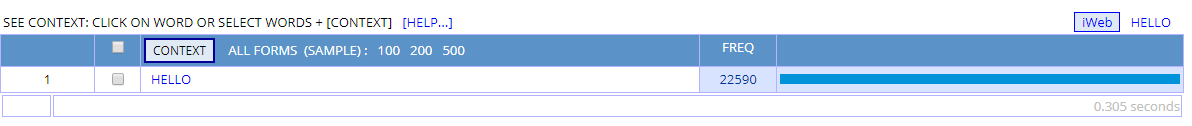 SEE CONTEXT: CLICK ON WORD OR SELECT WORDS + [CONTEXT] [HELP...] iWeb HELLO
CONTEXT ALL FORMS (SAMPLE) : 100 200 500 FREQ
1 HELLO 22590
0.305 seconds